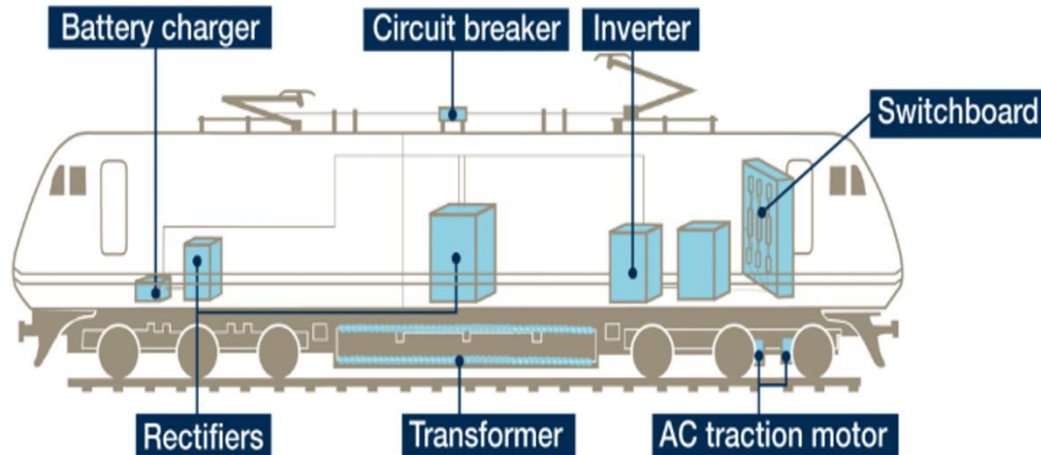 Battery charger
Circuit breaker
Inverter
Switchboard
Rectifiers
Transformer
AC traction motor